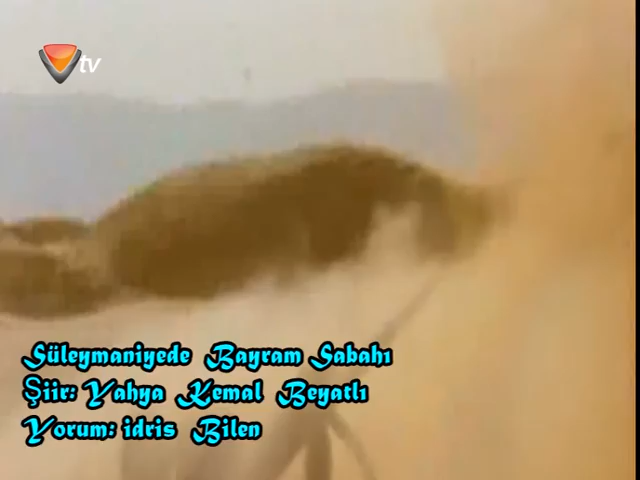 tv
Süleymaniyede Bayram Sabahı
Şiir: Yahya Kemal Beyatlı
Yorum: idris Bilen